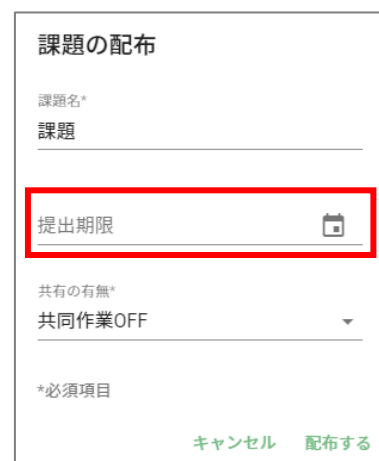 課題の配布
課題名*
課題
提出期限
共有の有無*
共同作業OFF
*必須項目
キャンセル 配布する